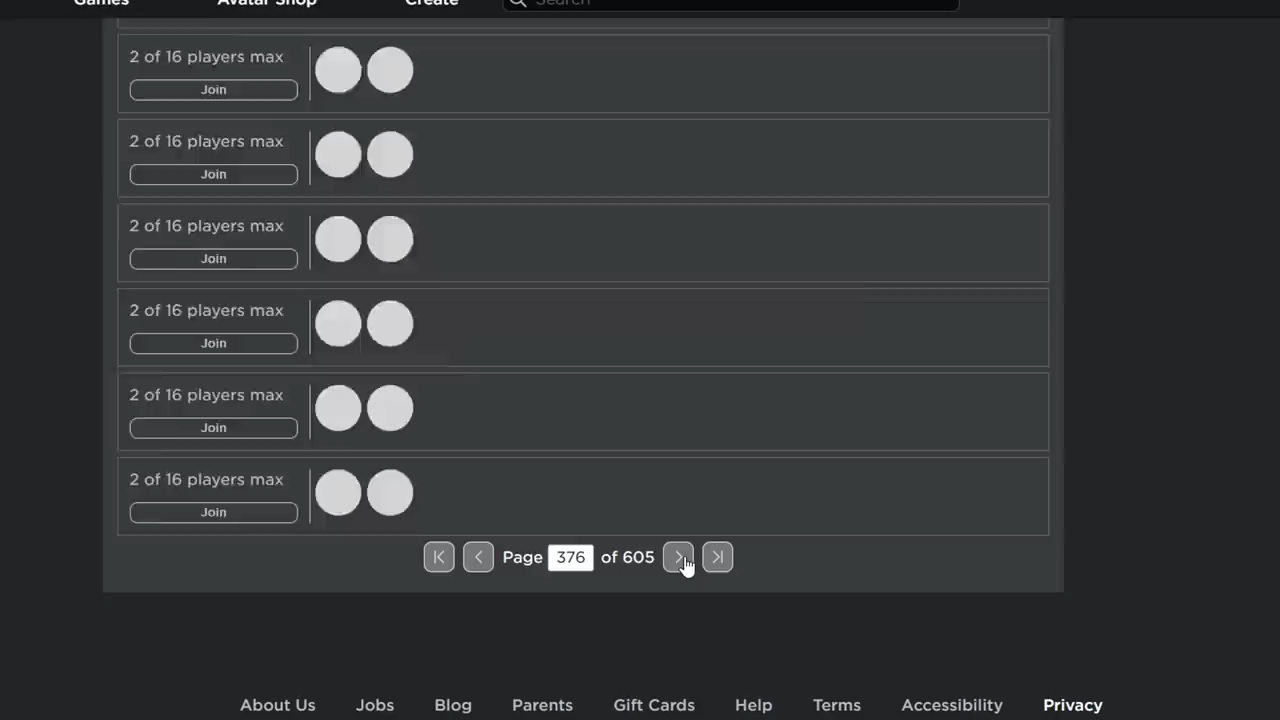 Games Avatar Shop Create Search
2 of 16 players max
Join
2 of 16 players max
Join
2 of 16 players max
Join
2 of 16 players max
Join
2 of 16 players max
Join
2 of 16 players max
Join
Page 376 of 605
About Us Jobs Blog Parents Gift Cards Help Terms Accessibility Privacy